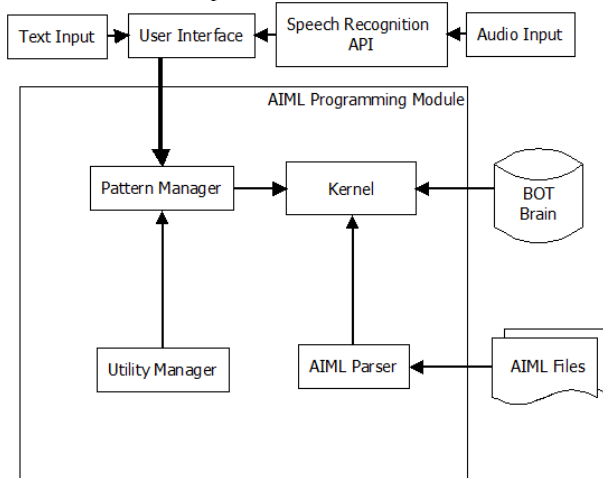 Text Input
User Interface
Speech Recognition
API
Audio Input
AIML Programming Module
Pattern Manager
Kernel
BOT
Brain
Utility Manager
AIML Parser
AIML Files